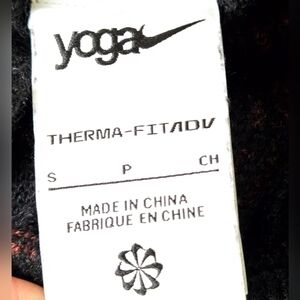 yoga
THERMA-FITADV
S P CH
MADE IN CHINA
FABRIQUE EN CHINE